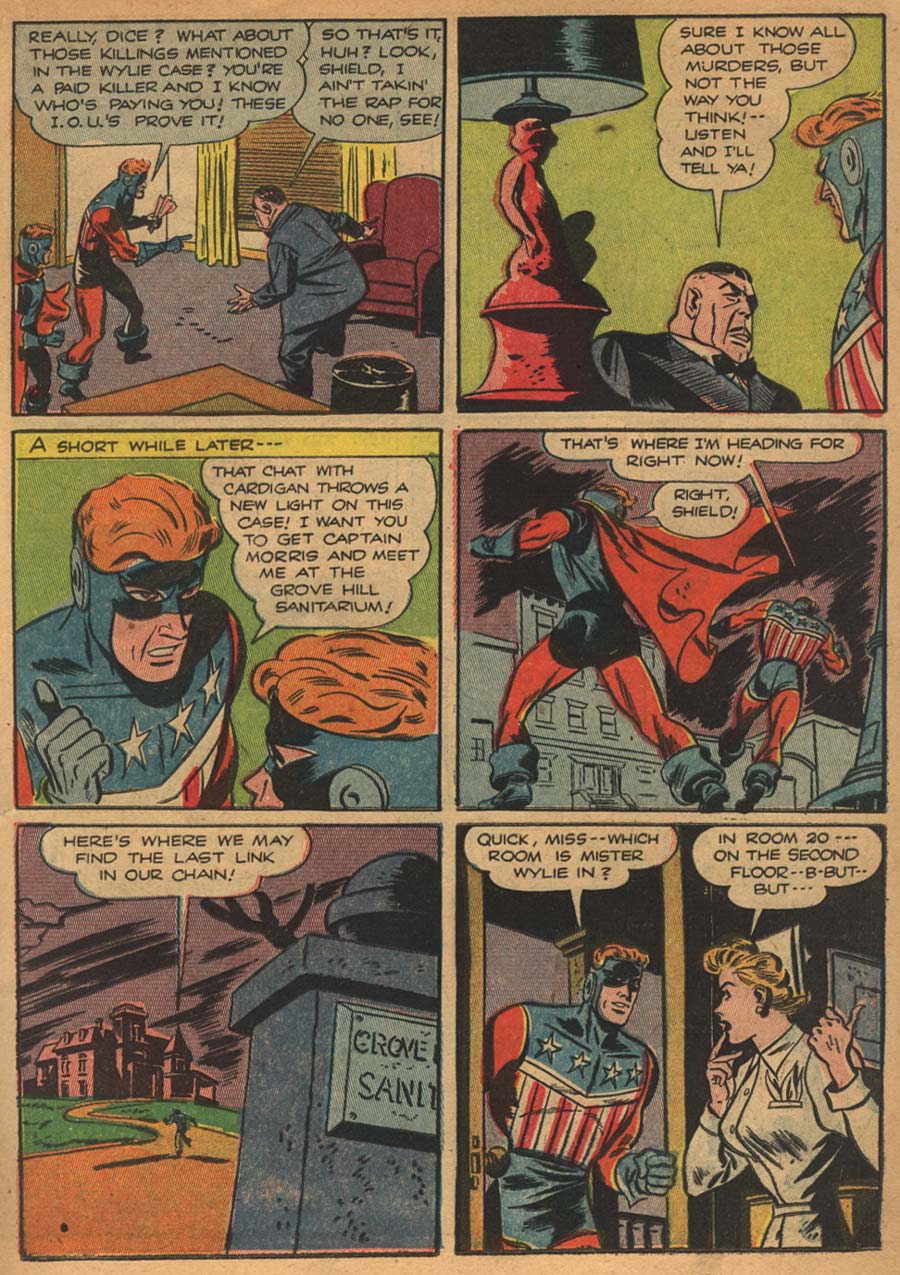 REALLY, DICE? WHAT ABOUT
THOSE KILLINGS MENTIONED
IN THE WYLIE CASE? YOU'RE
A PAID KILLER AND I KNOW
WHO'S PAYING YOU! THESE
I.O.U.'S PROVE IT!
SO THAT'S IT,
HUH? LOOK,
SHIELD, I
AIN'T TAKIN'
THE RAP FOR
NO ONE, SEE!
SURE I KNOW ALL
ABOUT THOSE
MURDERS, BUT
NOT THE
WAY YOU
THINK!--
LISTEN
AND I'LL
TELL YA!
A SHORT WHILE LATER---
THAT CHAT WITH
CARDIGAN THROWS A
NEW LIGHT ON THIS
CASE! I WANT YOU
TO GET CAPTAIN
MORRIS AND MEET
ME AT THE
GROVE HILL
SANITARIUM!
THAT'S WHERE I'M HEADING FOR
RIGHT NOW!
RIGHT,
SHIELD!
HERE'S WHERE WE MAY
FIND THE LAST LINK
IN OUR CHAIN!
GROVE
SANIT
QUICK, MISS--WHICH
ROOM IS MISTER
WYLIE IN?
IN ROOM 20---
ON THE SECOND
FLOOR--B-BUT--
BUT---